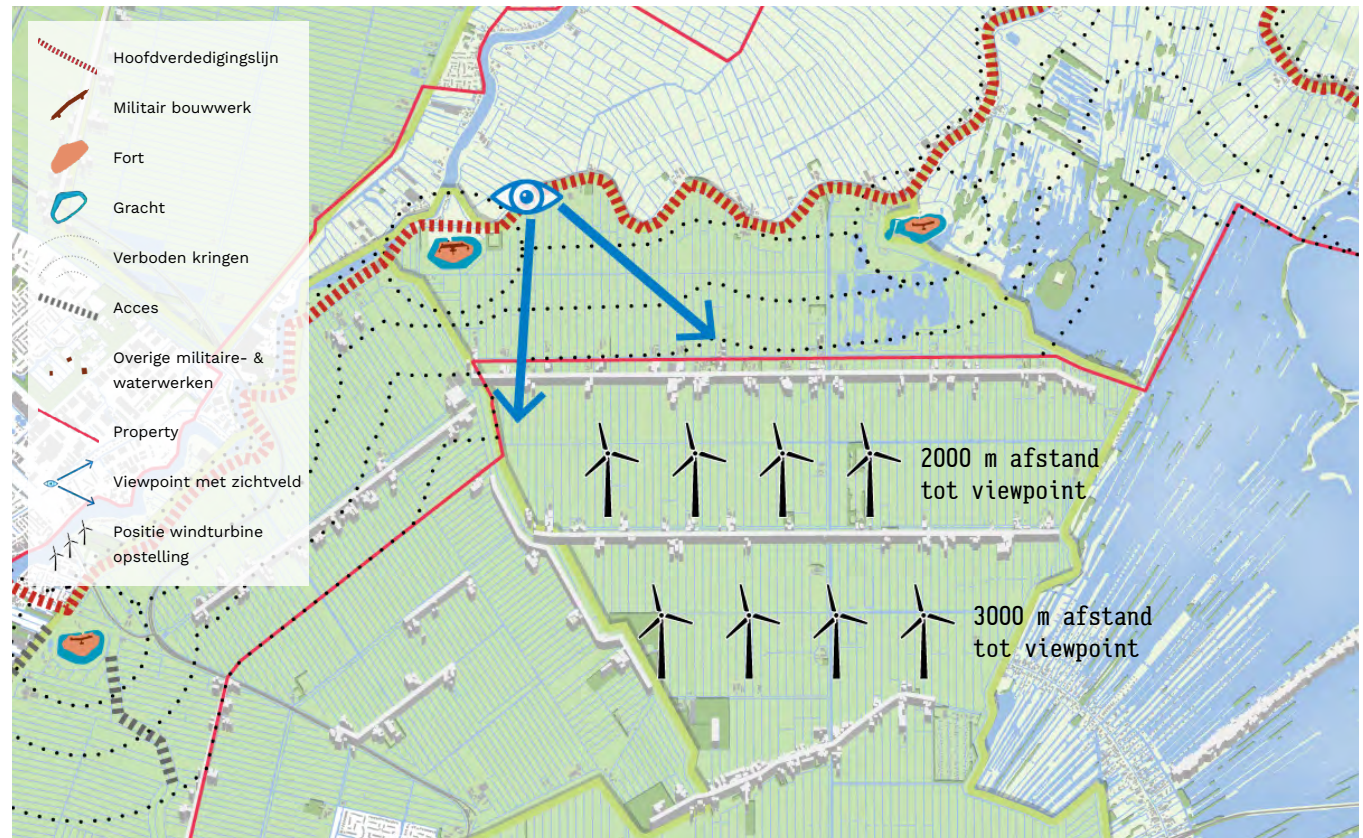 Hoofdverdedigingslijn
Militair bouwwerk
Fort
Gracht
Verboden kringen
Acces
Overige militaire- &
waterwerken
Property
Viewpoint met zichtveld
Positie windturbine
opstelling
2000 m afstand
tot viewpoint
3000 m afstand
tot viewpoint